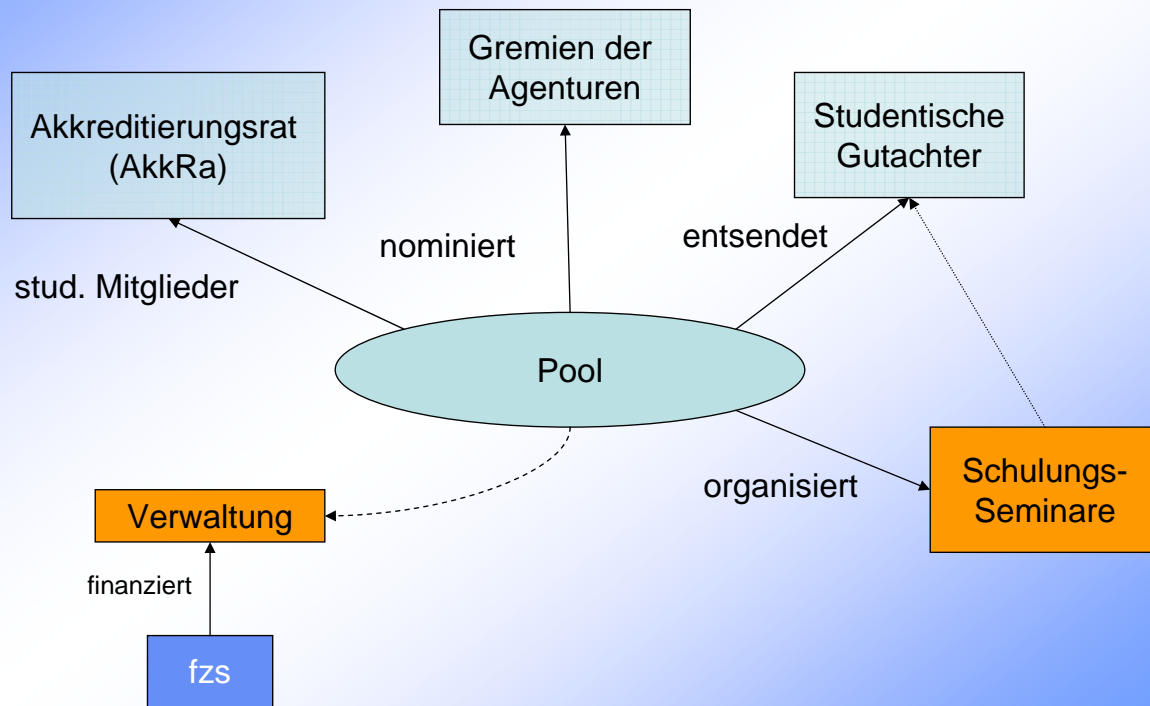 Gremien der
Agenturen
Akkreditierungsrat
(AkkRa)
Studentische
Gutachter
nominiert
entsendet
stud. Mitglieder
Pool
organisiert
Schulungs-
Seminare
Verwaltung
finanziert
fzs